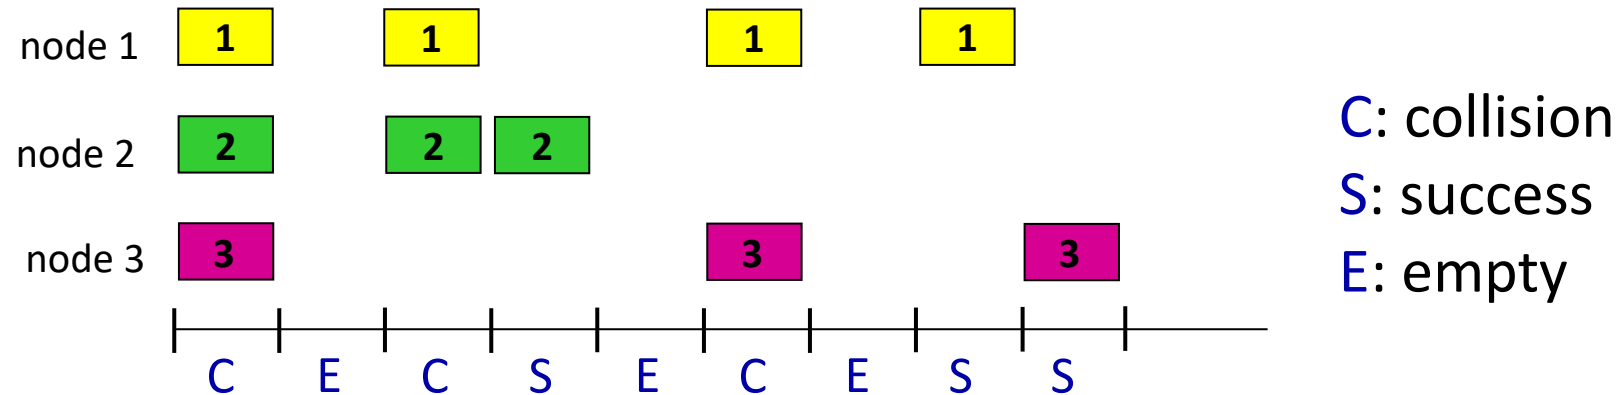 node 1 1 1 1 1
node 2 2 2 2
node 3 3 3 3
C E C S E C E S S
C: collision
S: success
E: empty